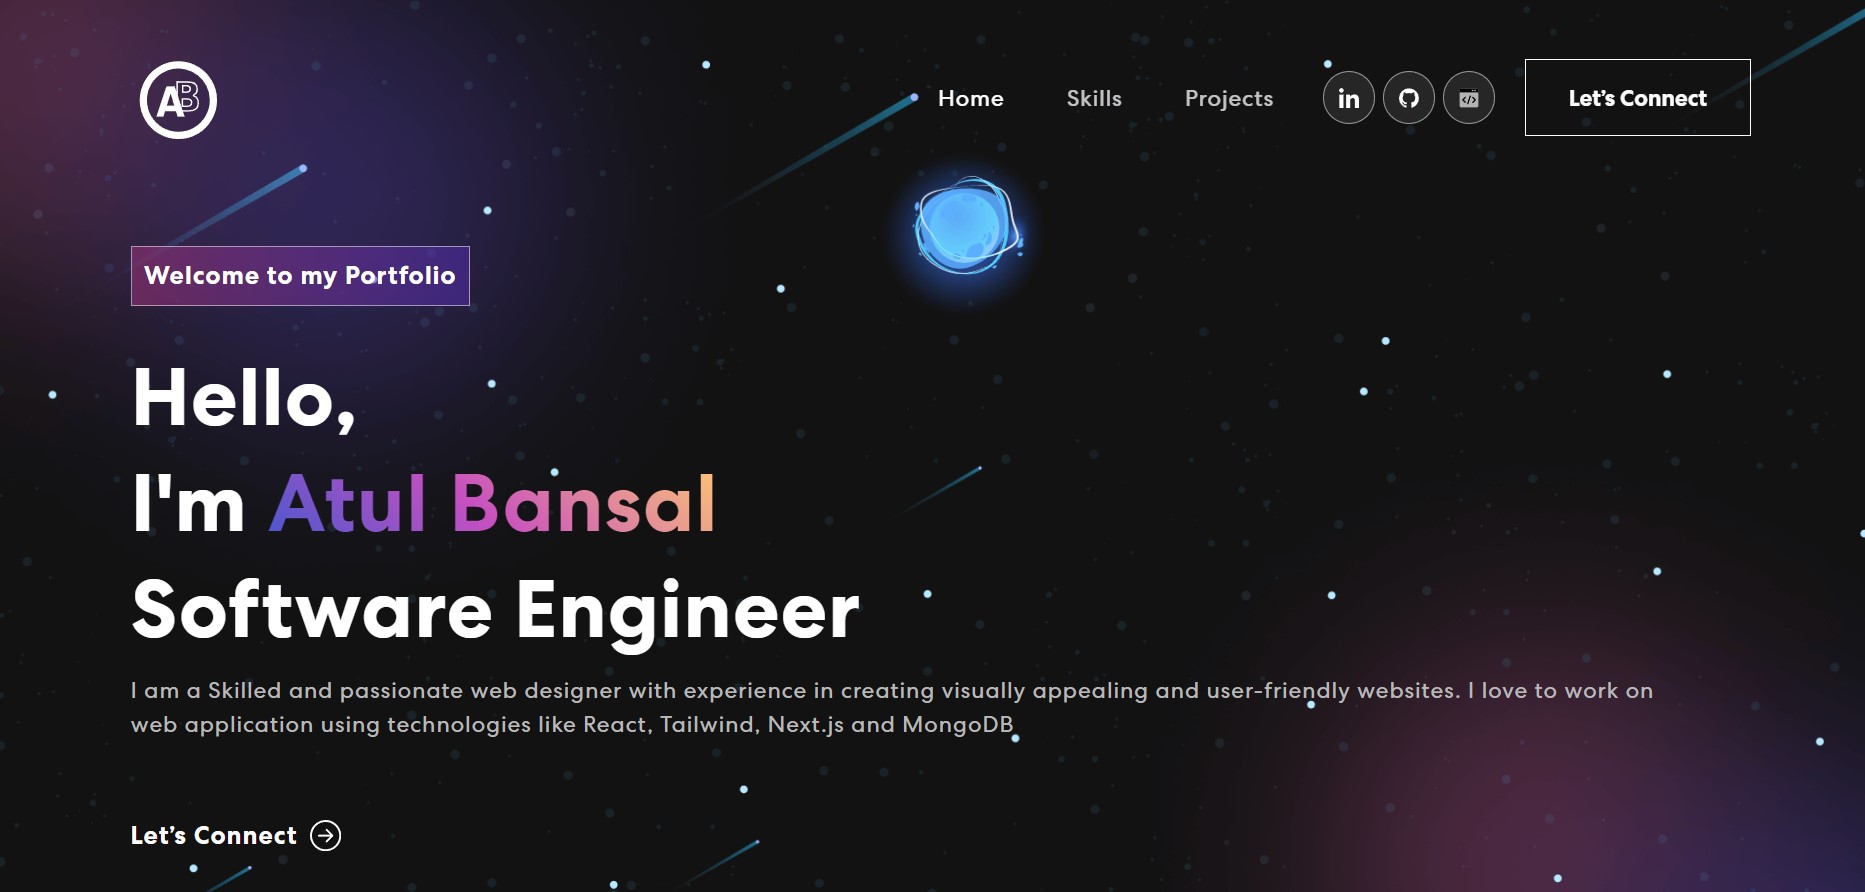 AB
Home Skills Projects in </> Let's Connect
Welcome to my Portfolio
Hello,
I'm Atul Bansal
Software Engineer
I am a Skilled and passionate web designer with experience in creating visually appealing and user-friendly websites. I love to work on
web application using technologies like React, Tailwind, Next.js and MongoDB
Let's Connect